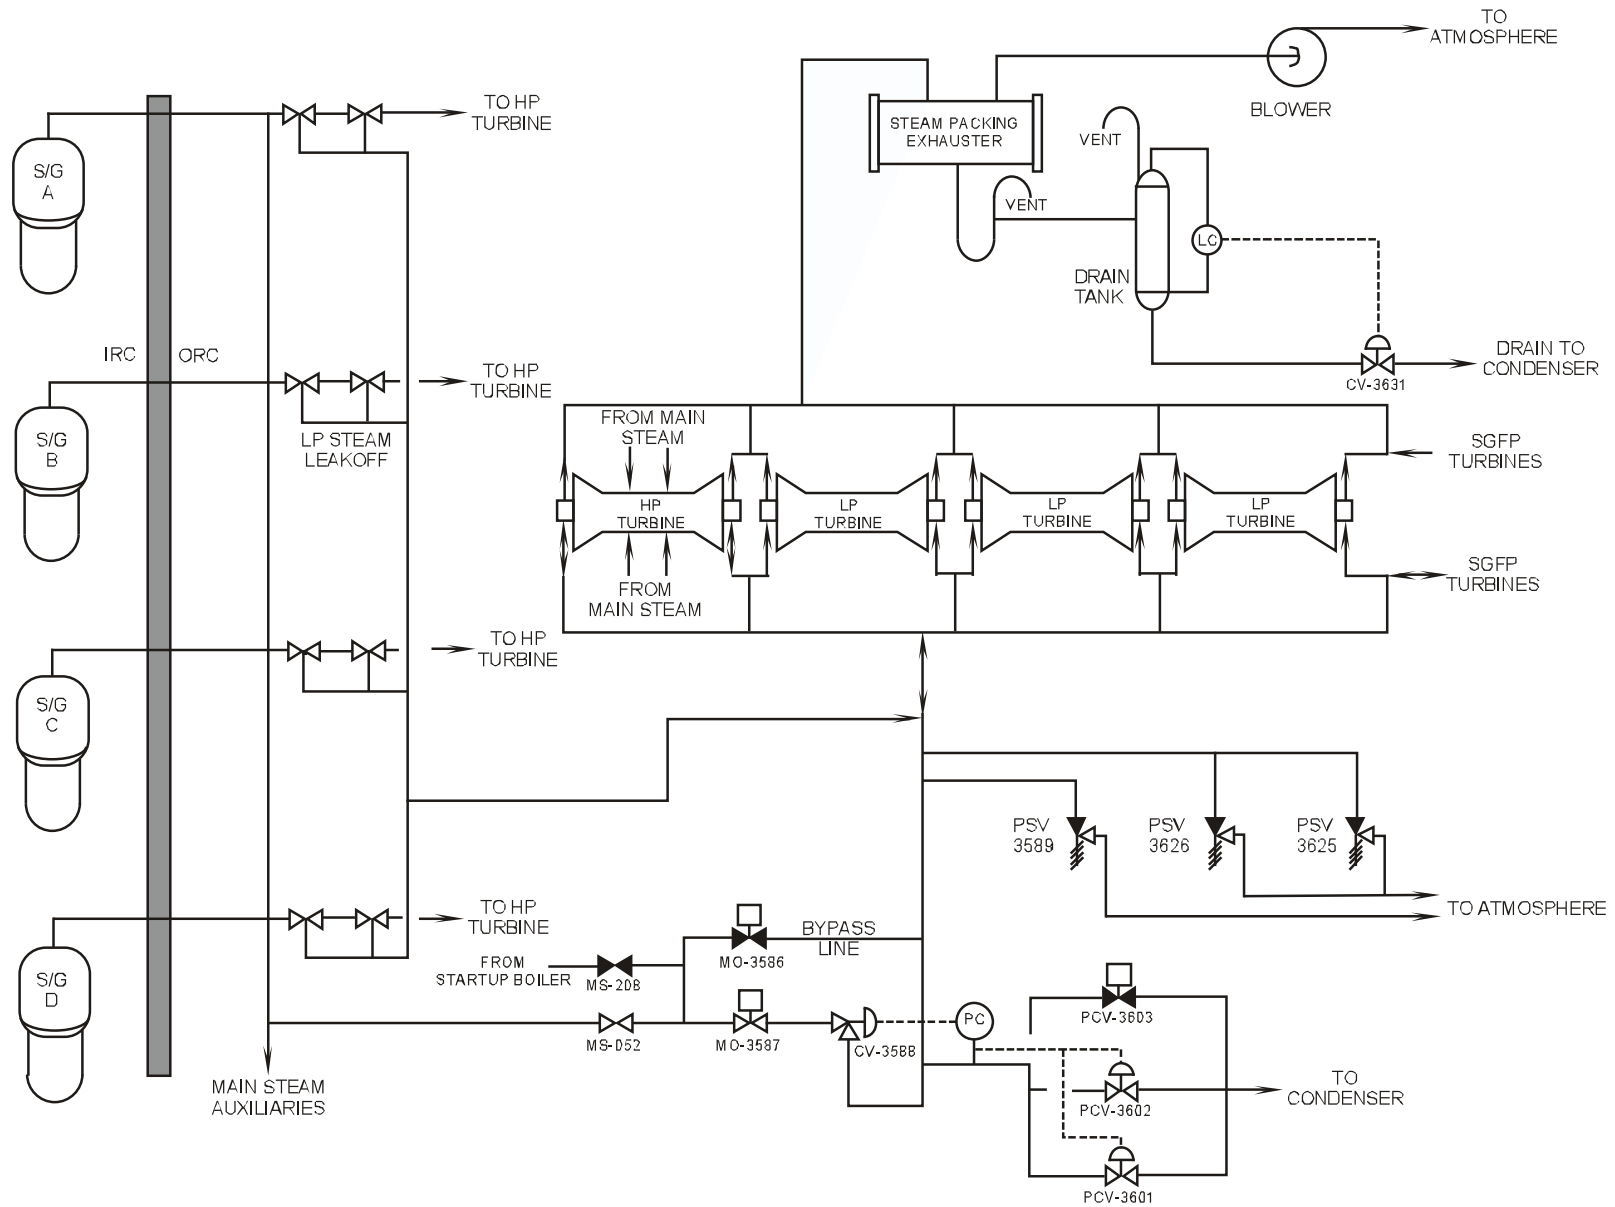 TO
ATMOSPHERE
BLOWER
STEAM PACKING
EXHAUSTER
VENT
VENT
LC
DRAIN
TANK
DRAIN TO
CONDENSER
CV-3631
TO HP
TURBINE
S/G
A
IRC
ORC
TO HP
TURBINE
S/G
B
LP STEAM
LEAKOFF
FROM MAIN
STEAM
SGFP
TURBINES
HP
TURBINE
LP
TURBINE
LP
TURBINE
LP
TURBINE
FROM
MAIN STEAM
SGFP
TURBINES
TO HP
TURBINE
S/G
C
PSV
3589
PSV
3626
PSV
3625
TO ATMOSPHERE
TO HP
TURBINE
S/G
D
BYPASS
LINE
FROM
STARTUP BOILER
MS-208
MO-3586
MS-052
MO-3587
CV-3588
PC
PCV-3603
PCV-3602
PCV-3601
TO
CONDENSER
MAIN STEAM
AUXILIARIES